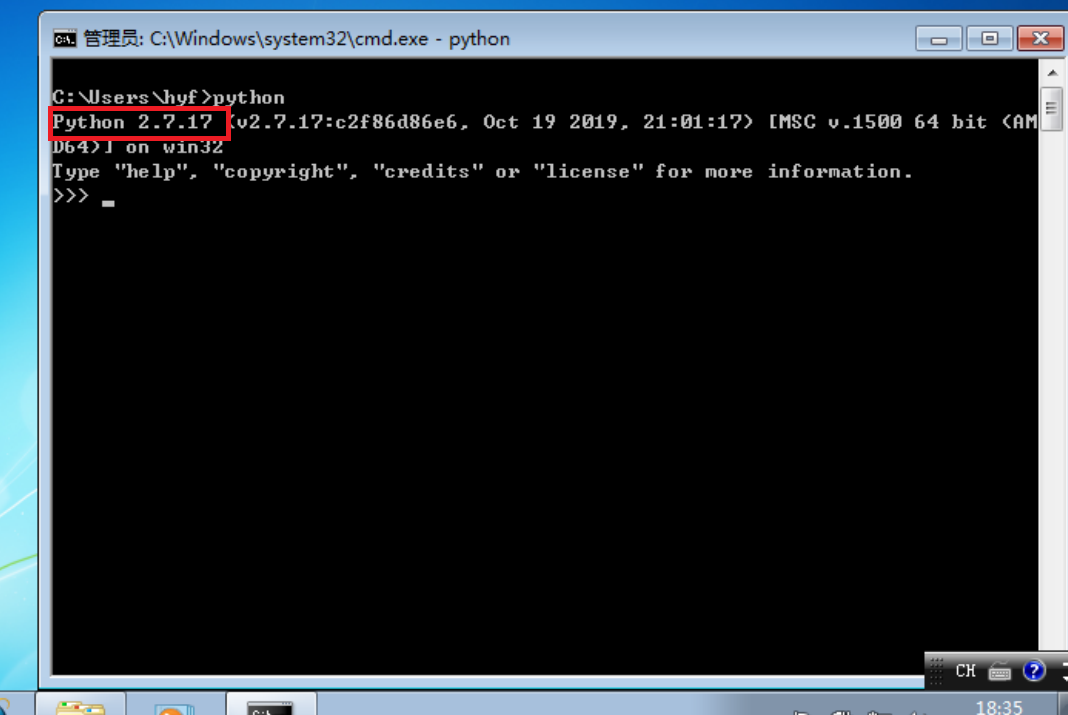 管理员: C:\Windows\system32\cmd.exe - python
C:\Users\hyf>python
Python 2.7.17 (v2.7.17:c2f86d86e6, Oct 19 2019, 21:01:17) [MSC v.1500 64 bit (AM
D64)] on win32
Type "help", "copyright", "credits" or "license" for more information.
>>> _
CH
18:35